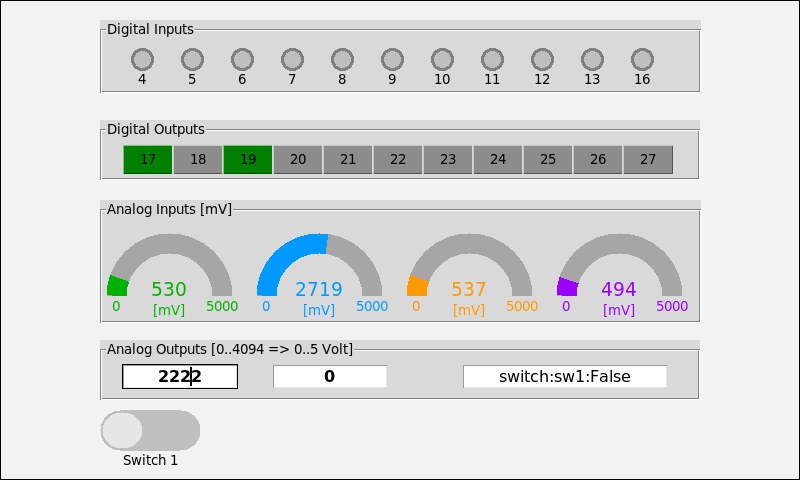 Digital Inputs
4 5 6 7 8 9 10 11 12 13 16
Digital Outputs
17 18 19 20 21 22 23 24 25 26 27
Analog Inputs [mV]
530 2719 537 494
0 [mV] 5000 0 [mV] 5000 0 [mV] 5000 0 [mV] 5000
Analog Outputs [0..4094 => 0..5 Volt]
2222 0 switch:sw1:False
Switch 1